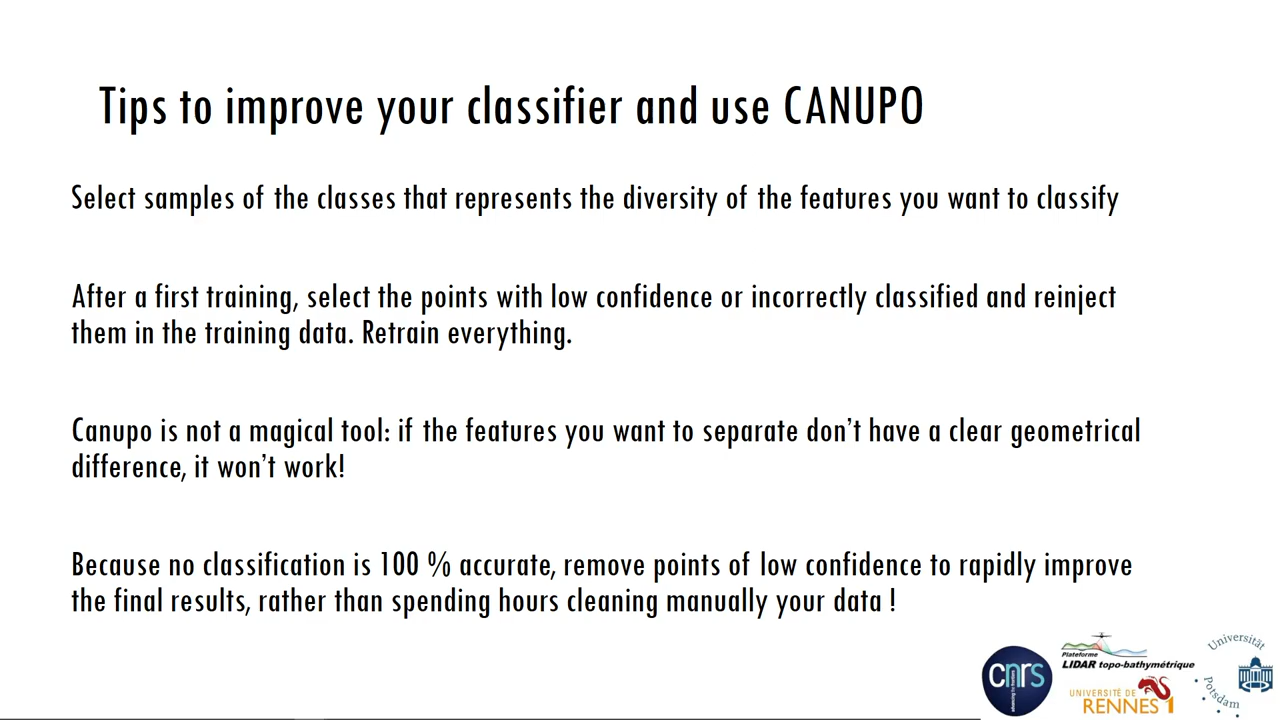 Tips to improve your classifier and use CANUPO
Select samples of the classes that represents the diversity of the features you want to classify
After a first training, select the points with low confidence or incorrectly classified and reinject
them in the training data. Retrain everything.
Canupo is not a magical tool: if the features you want to separate don’t have a clear geometrical
difference, it won’t work!
Because no classification is 100 % accurate, remove points of low confidence to rapidly improve
the final results, rather than spending hours cleaning manually your data !
cnrs
advancing the frontiers
Plateforme
LIDAR topo-bathymétrique
UNIVERSITÉ DE
RENNES 1
Universität
Potsdam